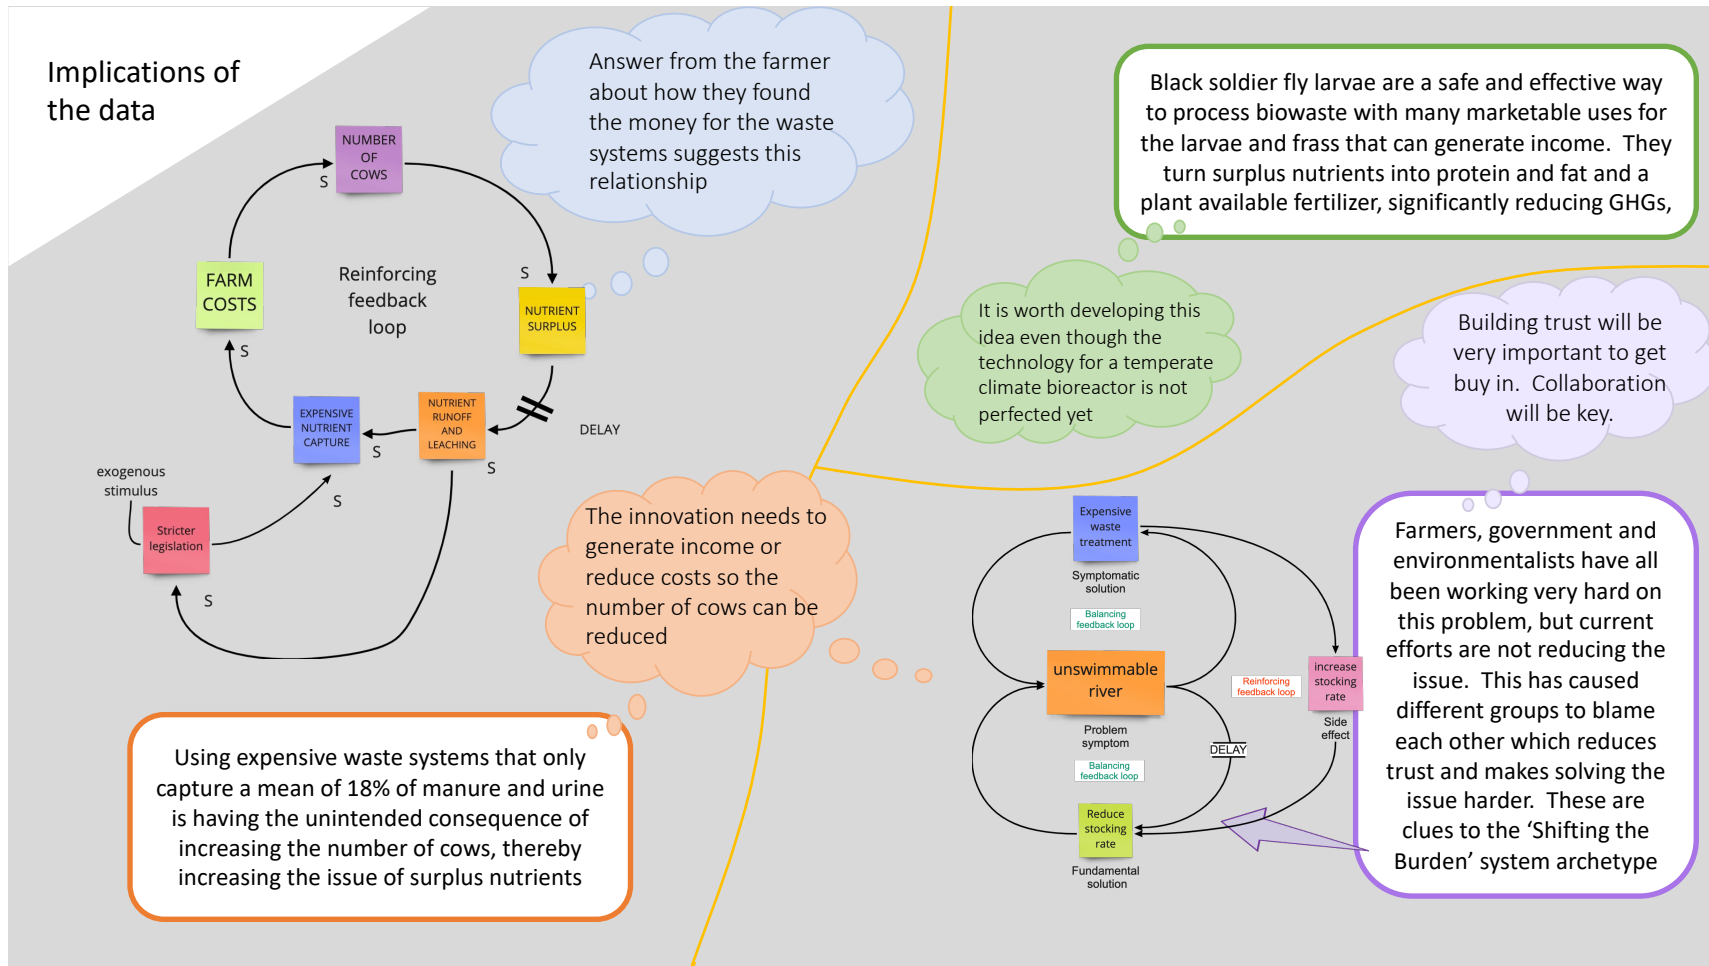 Implications of
the data
Answer from the farmer
about how they found
the money for the waste
systems suggests this
relationship
NUMBER
OF
COWS
S
S
NUTRIENT
SURPLUS
DELAY
NUTRIENT
RUNOFF
AND
LEACHING
S
EXPENSIVE
NUTRIENT
CAPTURE
S
S
FARM
COSTS
S
Reinforcing
feedback
loop
exogenous
stimulus
Stricter
legislation
S
The innovation needs to
generate income or
reduce costs so the
number of cows can be
reduced
Using expensive waste systems that only
capture a mean of 18% of manure and urine
is having the unintended consequence of
increasing the number of cows, thereby
increasing the issue of surplus nutrients
Black soldier fly larvae are a safe and effective way
to process biowaste with many marketable uses for
the larvae and frass that can generate income.  They
turn surplus nutrients into protein and fat and a
plant available fertilizer, significantly reducing GHGs,
It is worth developing this
idea even though the
technology for a temperate
climate bioreactor is not
perfected yet
Building trust will be
very important to get
buy in.  Collaboration
will be key.
Expensive
waste
treatment
Symptomatic
solution
Balancing
feedback loop
unswimmable
river
Problem
symptom
Reinforcing
feedback loop
increase
stocking
rate
Side
effect
DELAY
Balancing
feedback loop
Reduce
stocking
rate
Fundamental
solution
Farmers, government and
environmentalists have all
been working very hard on
this problem, but current
efforts are not reducing the
issue.  This has caused
different groups to blame
each other which reduces
trust and makes solving the
issue harder.  These are
clues to the ‘Shifting the
Burden’ system archetype